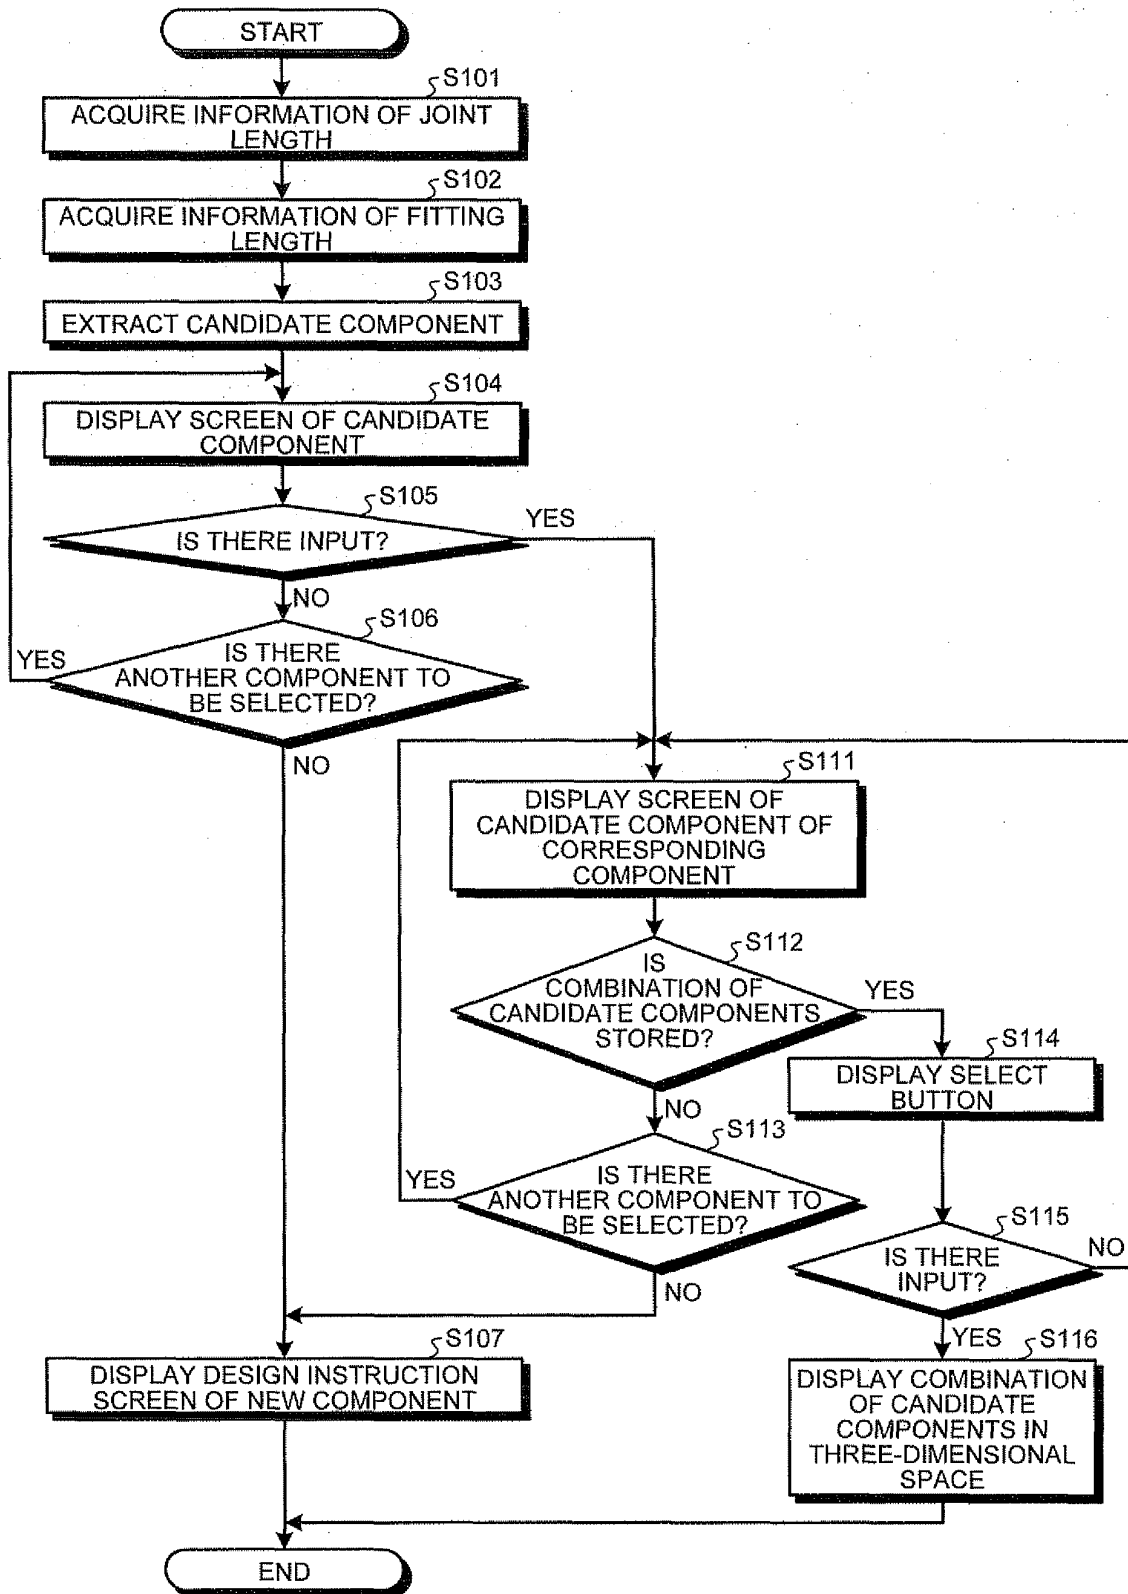 START
S101
ACQUIRE INFORMATION OF JOINT
LENGTH
S102
ACQUIRE INFORMATION OF FITTING
LENGTH
S103
EXTRACT CANDIDATE COMPONENT
S104
DISPLAY SCREEN OF CANDIDATE
COMPONENT
S105
IS THERE INPUT?
YES
NO
S106
IS THERE
ANOTHER COMPONENT TO
BE SELECTED?
YES
NO
S111
DISPLAY SCREEN OF
CANDIDATE COMPONENT OF
CORRESPONDING
COMPONENT
S112
IS
COMBINATION OF
CANDIDATE COMPONENTS
STORED?
YES
NO
S114
DISPLAY SELECT
BUTTON
S113
IS THERE
ANOTHER COMPONENT TO
BE SELECTED?
YES
NO
S115
IS THERE
INPUT?
NO
YES
S107
DISPLAY DESIGN INSTRUCTION
SCREEN OF NEW COMPONENT
S116
DISPLAY COMBINATION
OF CANDIDATE
COMPONENTS IN
THREE-DIMENSIONAL
SPACE
END